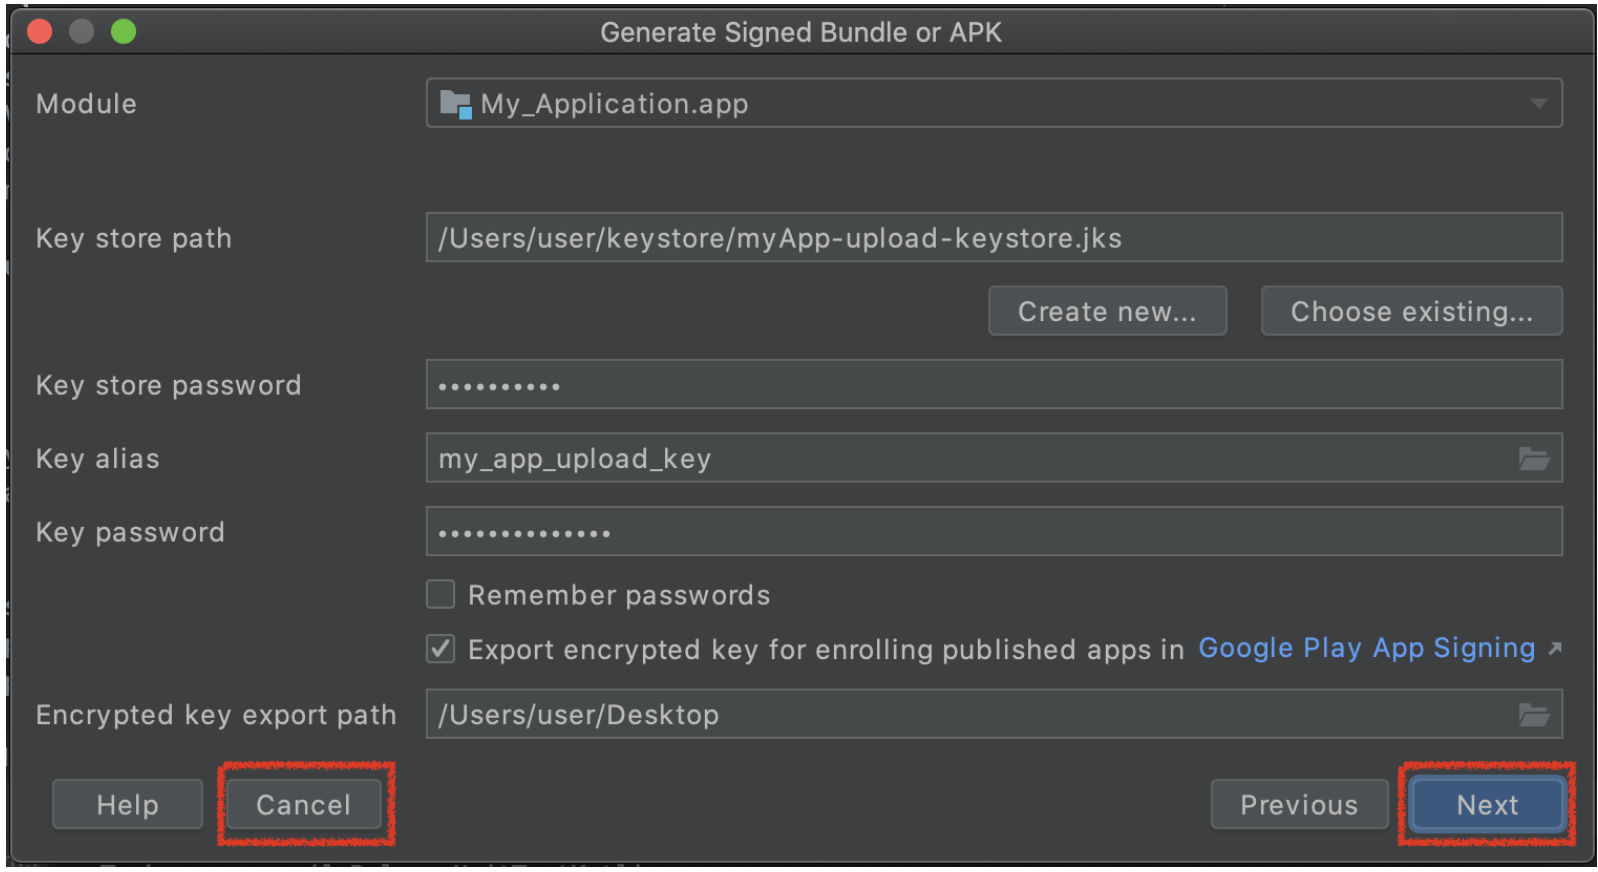 Generate Signed Bundle or APK
Module
My_Application.app
Key store path
/Users/user/keystore/myApp-upload-keystore.jks
Create new...
Choose existing...
Key store password
••••••••••
Key alias
my_app_upload_key
Key password
••••••••••••••
Remember passwords
Export encrypted key for enrolling published apps in Google Play App Signing
Encrypted key export path
/Users/user/Desktop
Help
Cancel
Previous
Next